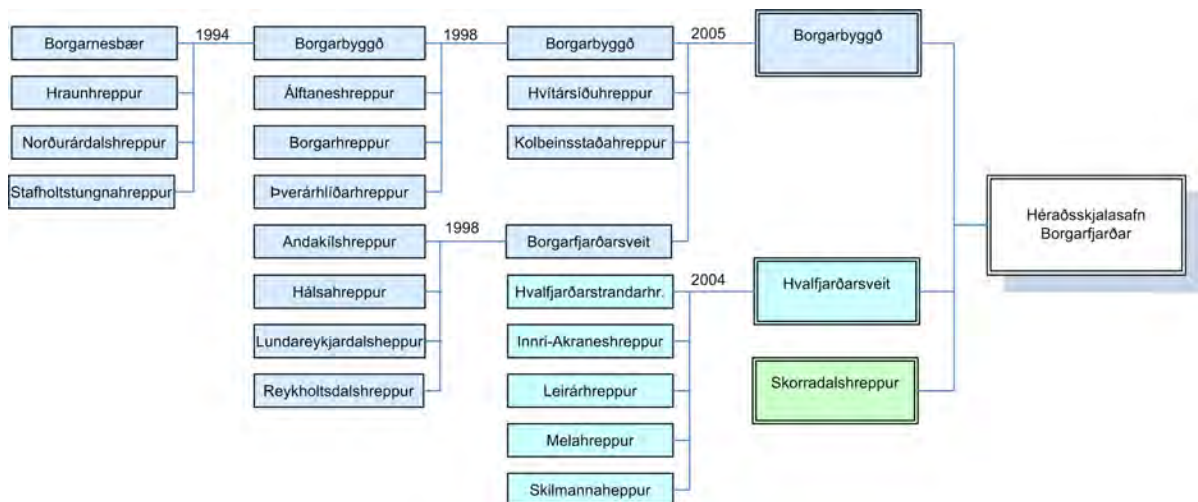 Borgarnesbær
Hraunhreppur
Norðurárdalshreppur
Stafholtstungnahreppur
1994
Borgarbyggð
Álftaneshreppur
Borgarhreppur
Þverárhlíðarhreppur
Andakílshreppur
Hálsahreppur
Lundareykjardalsheppur
Reykholtsdalshreppur
1998
1998
Borgarbyggð
Hvítársíðuhreppur
Kolbeinsstaðahreppur
Borgarfjarðarsveit
Hvalfjarðarstrandarhr.
Innri-Akraneshreppur
Leirárhreppur
Melahreppur
Skilmannaheppur
2005
2004
Borgarbyggð
Hvalfjarðarsveit
Skorradalshreppur
Héraðsskjalasafn
Borgarfjarðar